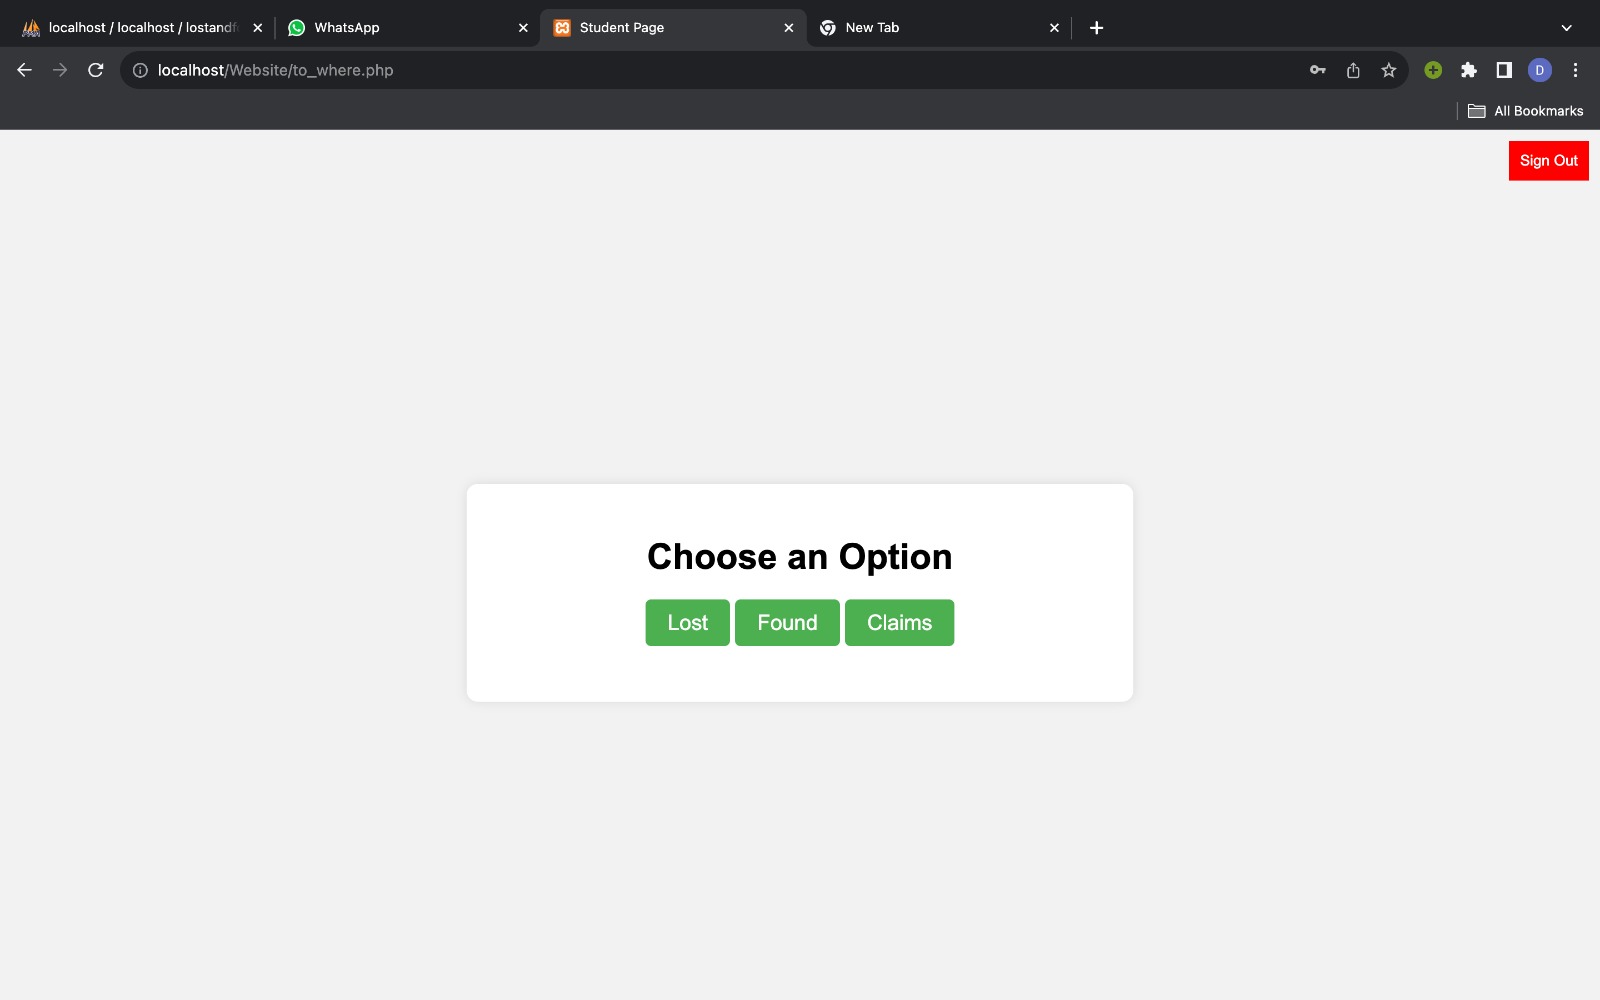 localhost / localhost / lostandf
WhatsApp
Student Page
New Tab
localhost/Website/to_where.php
D
All Bookmarks
Sign Out
Choose an Option
Lost
Found
Claims